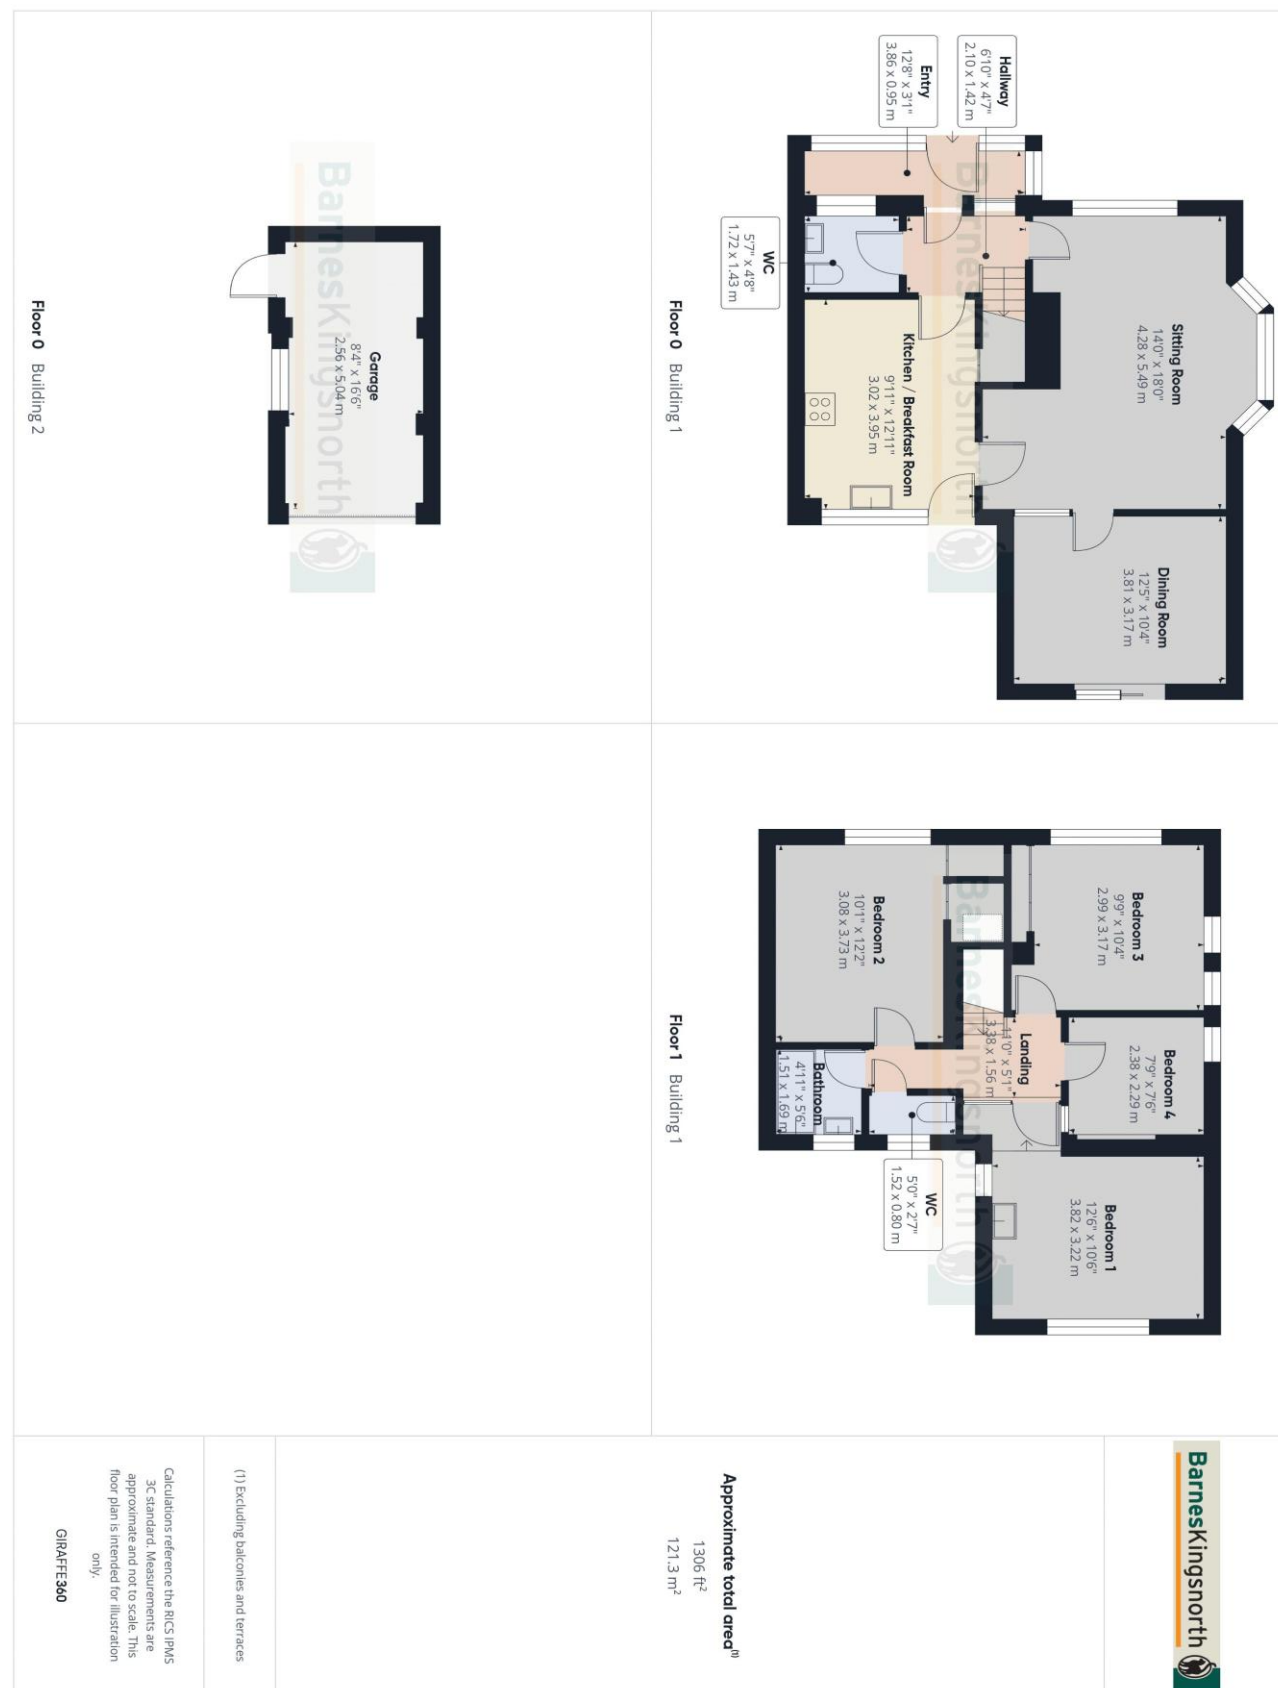 BarnesKingsnorth
Hallway
6'10" x 4'7"
2.10 x 1.42 m
Entry
12'8" x 3'1"
3.86 x 0.95 m
Sitting Room
14'0" x 18'0"
4.28 x 5.49 m
Dining Room
12'5" x 10'4"
3.81 x 3.17 m
Kitchen / Breakfast Room
9'11" x 12'11"
3.02 x 3.95 m
WC
5'7" x 4'8"
1.72 x 1.43 m
BarnesKingsnorth
Floor 0 Building 1
Bedroom 3
9'9" x 10'4"
2.99 x 3.17 m
Bedroom 4
7'9" x 7'6"
2.38 x 2.29 m
Bedroom 1
12'6" x 10'6"
3.82 x 3.22 m
Landing
11'0" x 5'1"
3.38 x 1.56 m
Bedroom 2
10'1" x 12'2"
3.08 x 3.73 m
Bathroom
4'11" x 5'6"
1.51 x 1.69 m
WC
5'0" x 2'7"
1.52 x 0.80 m
BarnesKingsnorth
Floor 1 Building 1
Garage
8'4" x 16'6"
2.56 x 5.04 m
BarnesKingsnorth
Floor 0 Building 2
Approximate total area(1)
1306 ft²
121.3 m²
(1) Excluding balconies and terraces
Calculations reference the RICS IPMS
3C standard. Measurements are
approximate and not to scale. This
floor plan is intended for illustration
only.
GIRAFFE360